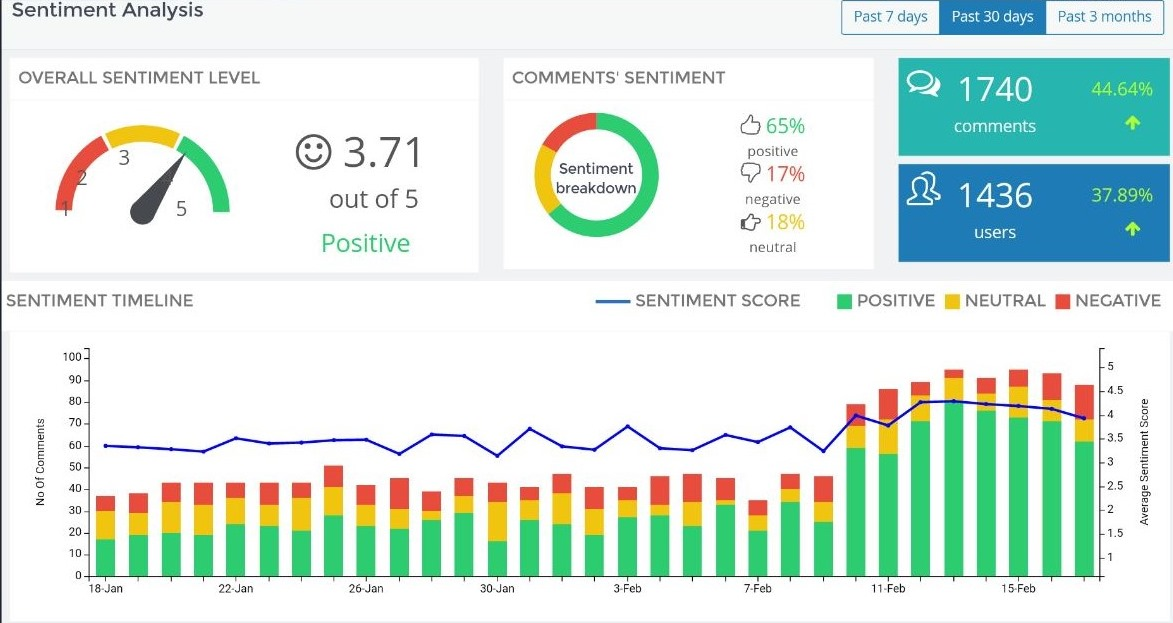 Sentiment Analysis
Past 7 days Past 30 days Past 3 months
OVERALL SENTIMENT LEVEL
1
2
3
5
3.71
out of 5
Positive
COMMENTS' SENTIMENT
Sentiment
breakdown
65%
positive
17%
negative
18%
neutral
1740
comments
44.64%
1436
users
37.89%
SENTIMENT TIMELINE
SENTIMENT SCORE POSITIVE NEUTRAL NEGATIVE
No Of Comments
100
90
80
70
60
50
40
30
20
10
0
18-Jan 22-Jan 26-Jan 30-Jan 3-Feb 7-Feb 11-Feb 15-Feb
5
4.5
4
3.5
3
2.5
2
1.5
1
Average Sentiment Score